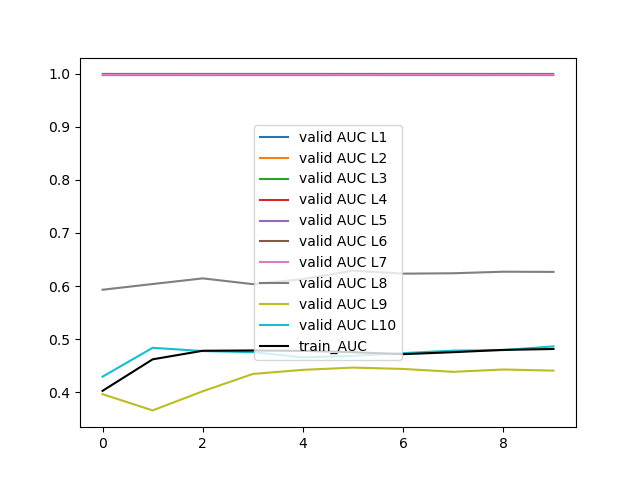 1.0
0.9
0.8
0.7
0.6
0.5
0.4
valid AUC L1
valid AUC L2
valid AUC L3
valid AUC L4
valid AUC L5
valid AUC L6
valid AUC L7
valid AUC L8
valid AUC L9
valid AUC L10
train_AUC
0 2 4 6 8